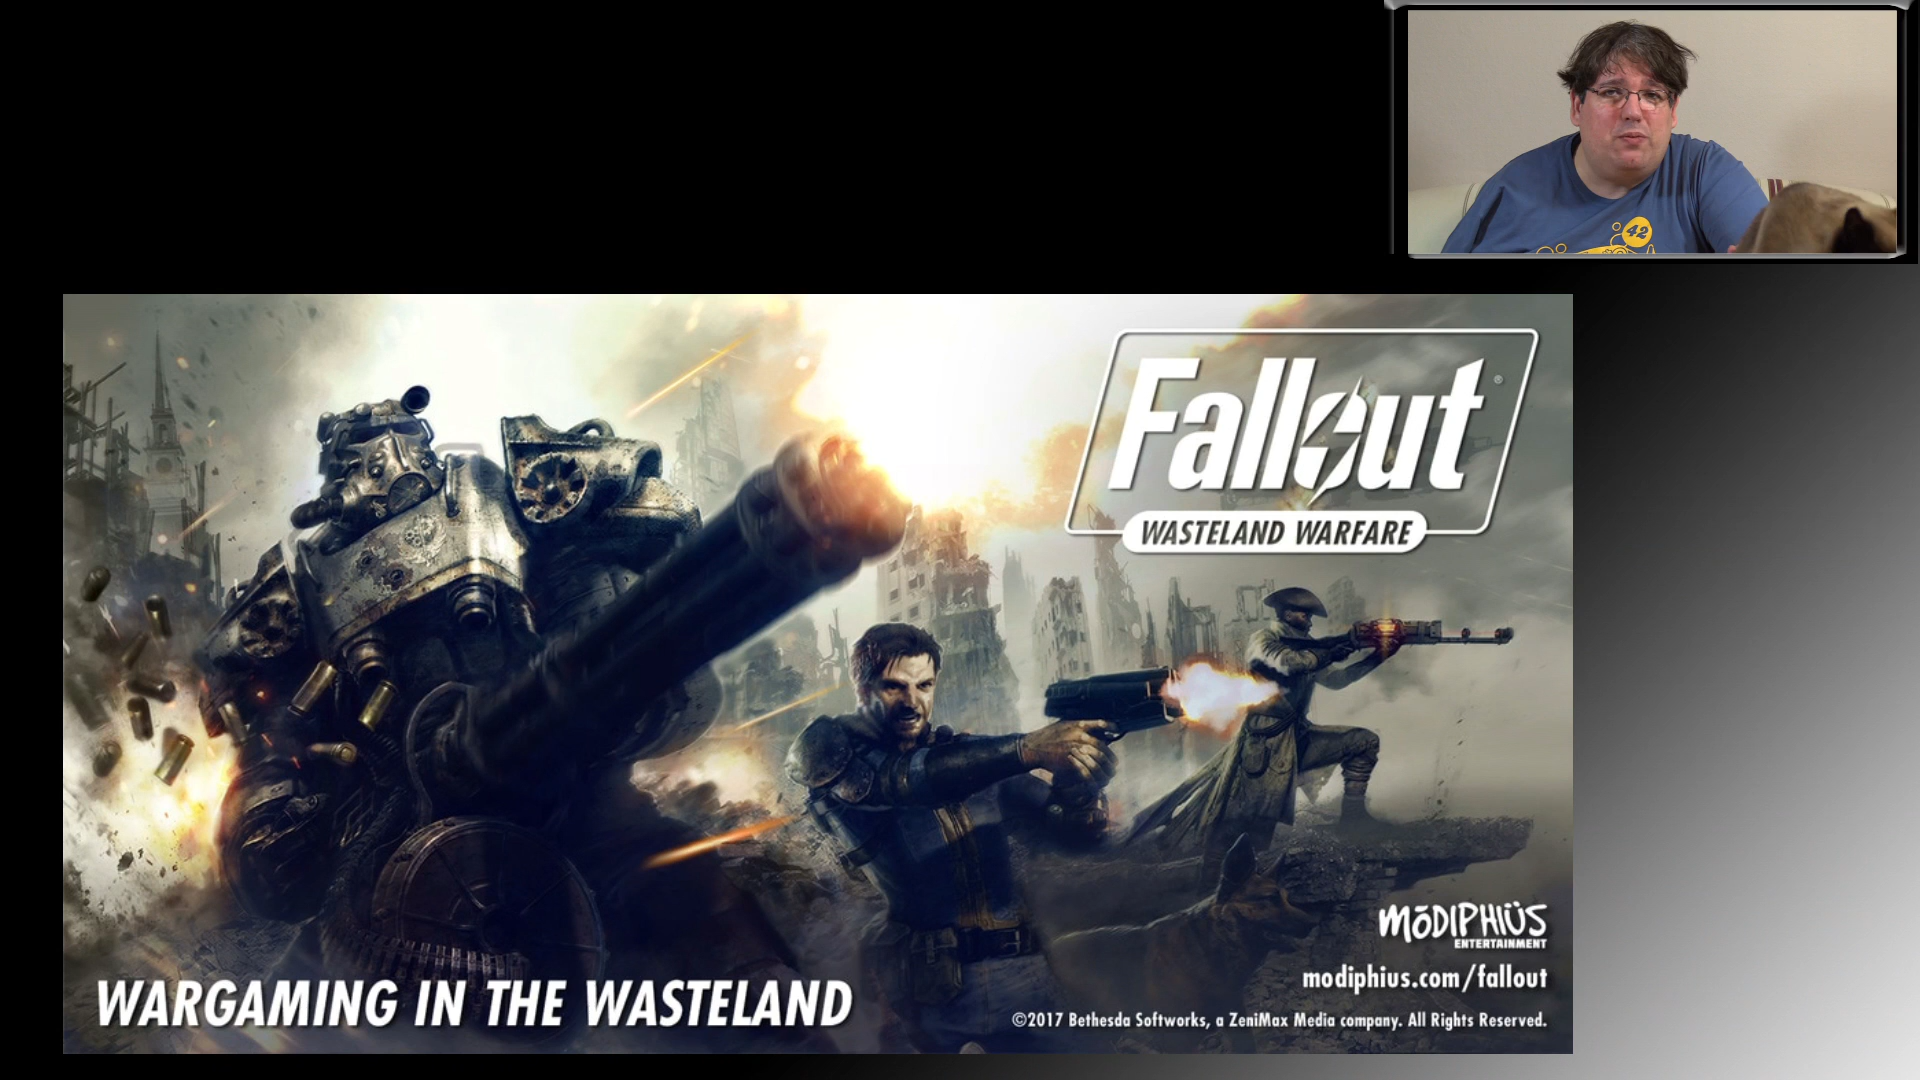 42
Fallout®
WASTELAND WARFARE
MŌDIPHIÜS
ENTERTAINMENT
modiphius.com/fallout
WARGAMING IN THE WASTELAND
©2017 Bethesda Softworks, a ZeniMax Media company. All Rights Reserved.